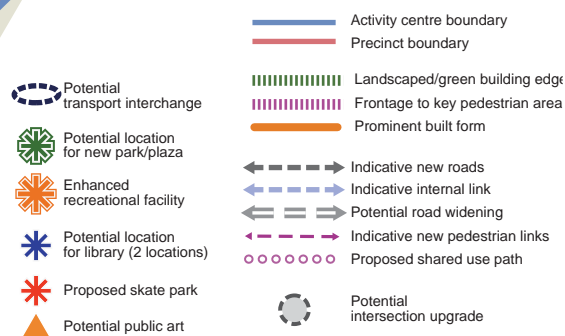 Potential
transport interchange
Potential location
for new park/plaza
Enhanced
recreational facility
Potential location
for library (2 locations)
Proposed skate park
Potential public art
Activity centre boundary
Precinct boundary
Landscaped/green building edge
Frontage to key pedestrian area
Prominent built form
Indicative new roads
Indicative internal link
Potential road widening
Indicative new pedestrian links
Proposed shared use path
Potential
intersection upgrade